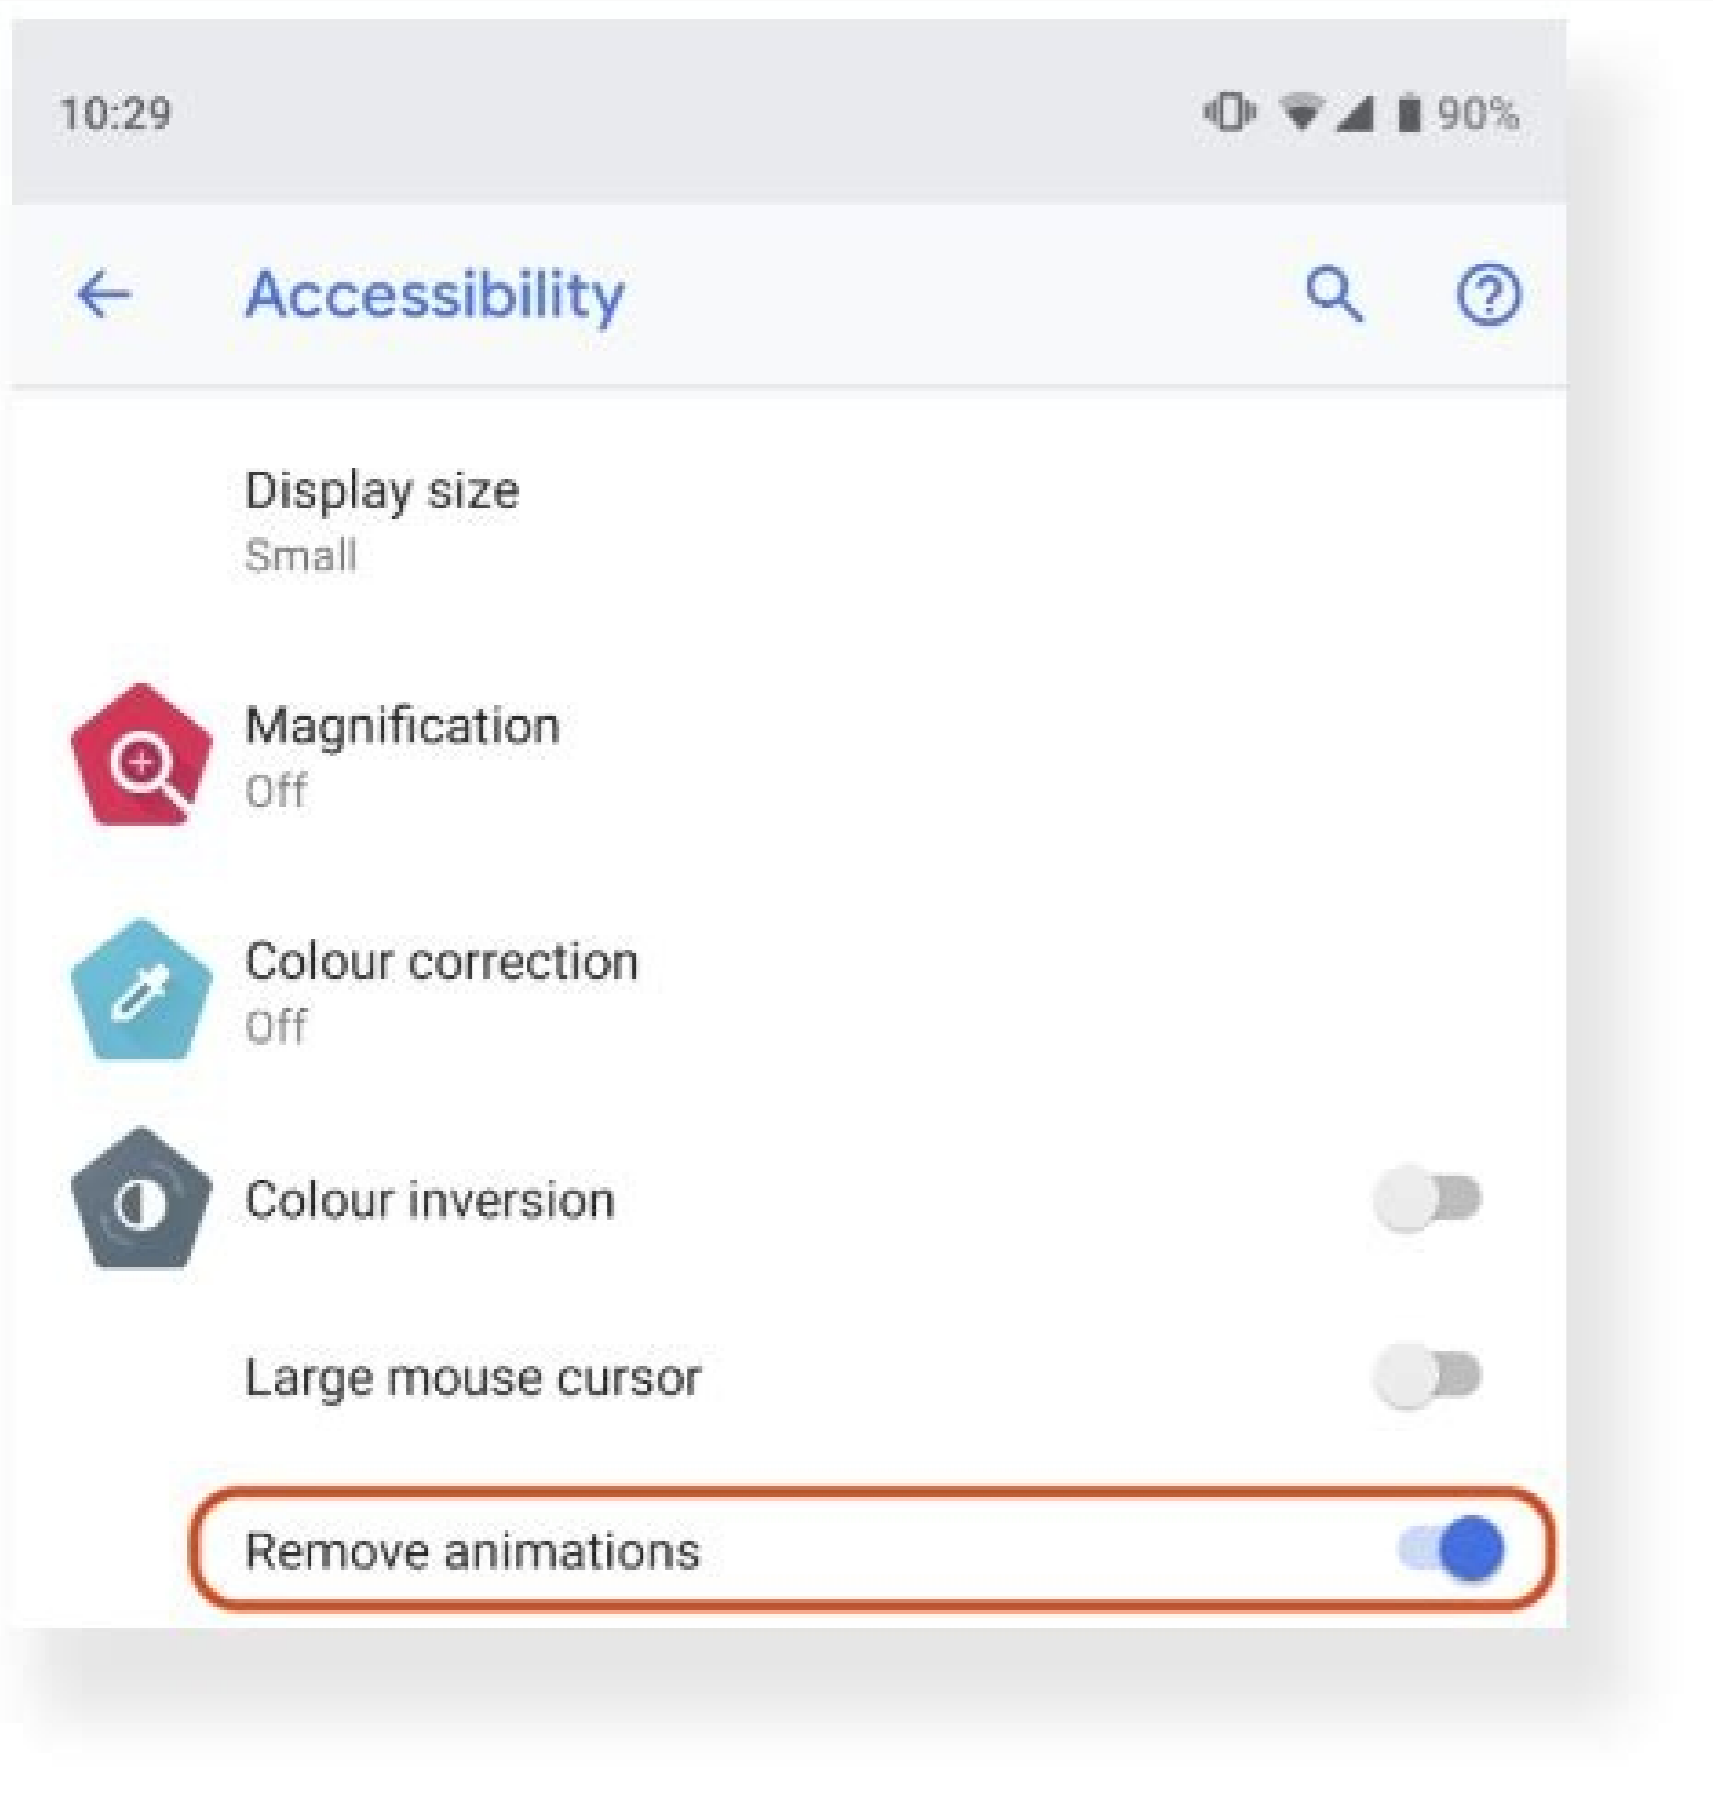 10:29 90%
Accessibility
Display size
Small
Magnification
Off
Colour correction
Off
Colour inversion
Large mouse cursor
Remove animations